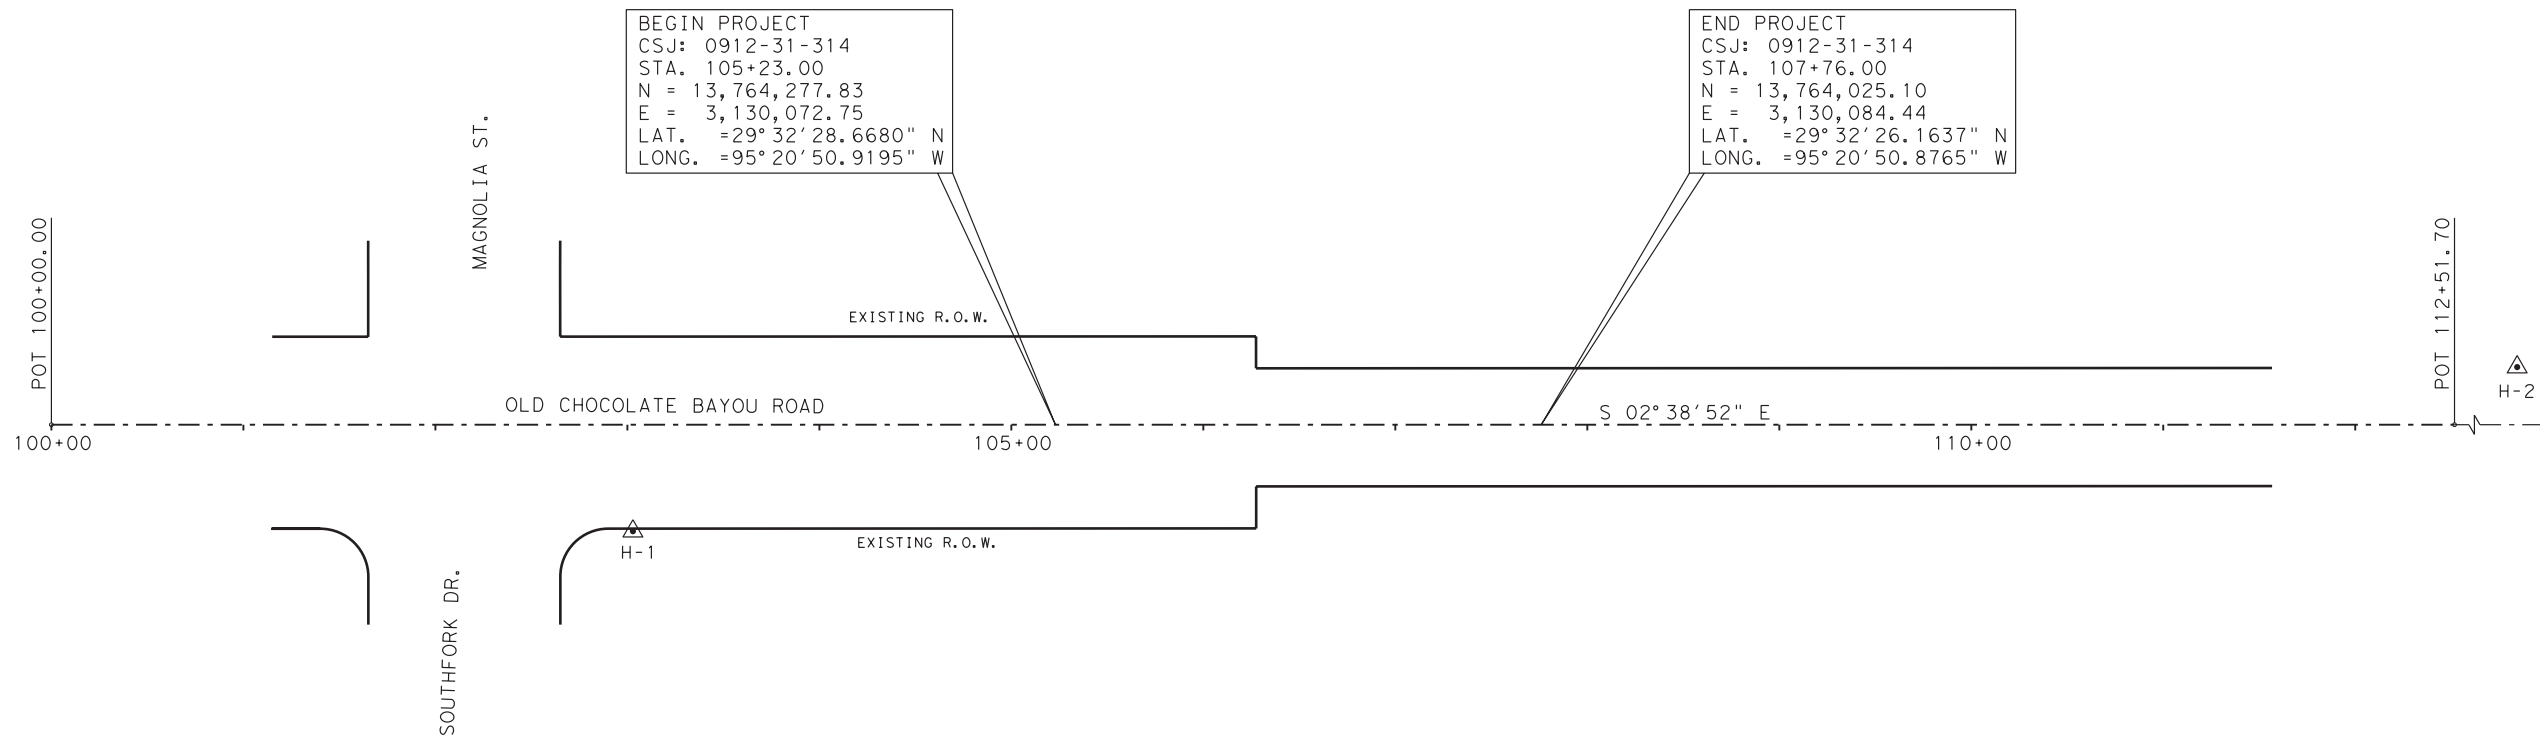 BEGIN PROJECT
CSJ: 0912-31-314
STA. 105+23.00
N = 13,764,277.83
E = 3,130,072.75
LAT. =29°32'28.6680" N
LONG. =95°20'50.9195" W
END PROJECT
CSJ: 0912-31-314
STA. 107+76.00
N = 13,764,025.10
E = 3,130,084.44
LAT. =29°32'26.1637" N
LONG. =95°20'50.8765" W
MAGNOLIA ST.
POT 100+00.00
POT 112+51.70
EXISTING R.O.W.
H-2
OLD CHOCOLATE BAYOU ROAD
S 02°38'52" E
100+00
105+00
110+00
H-1
EXISTING R.O.W.
SOUTHFORK DR.